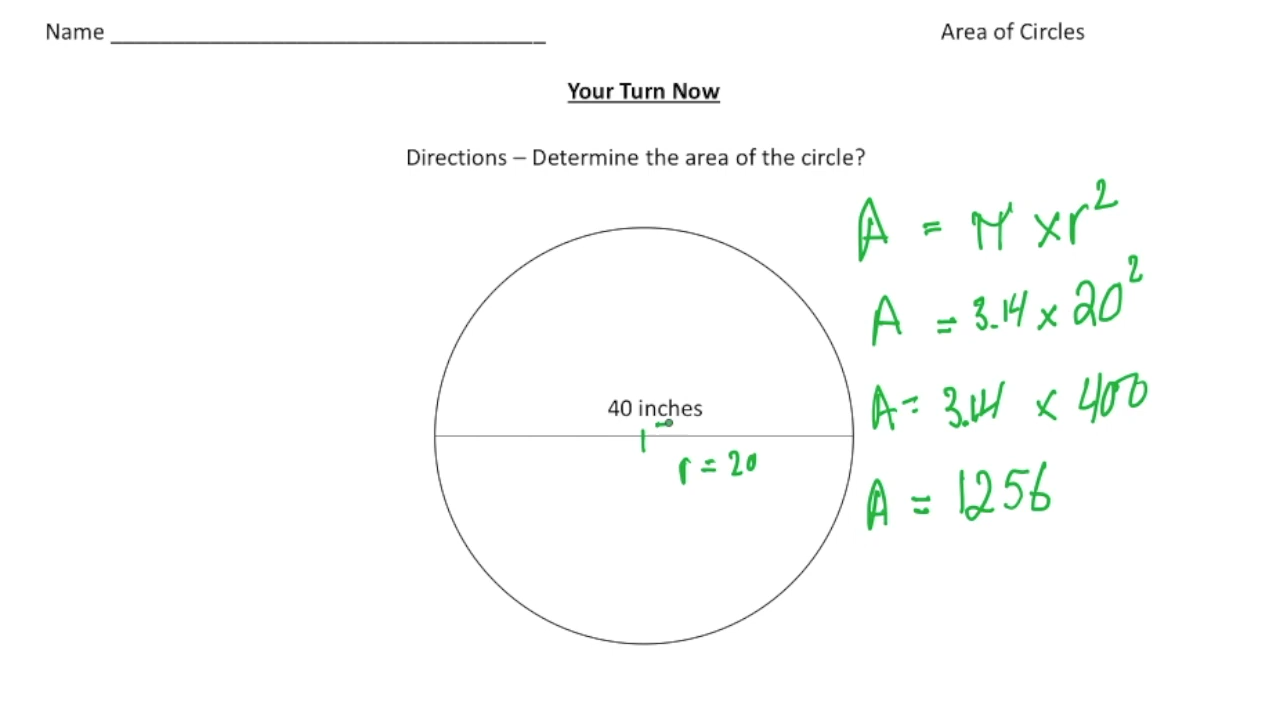 Name ___________________________________ Area of Circles
Your Turn Now
Directions – Determine the area of the circle?
A = π x r²
A = 3.14 x 20²
40 inches
A = 3.14 x 400
r = 20
A = 1256